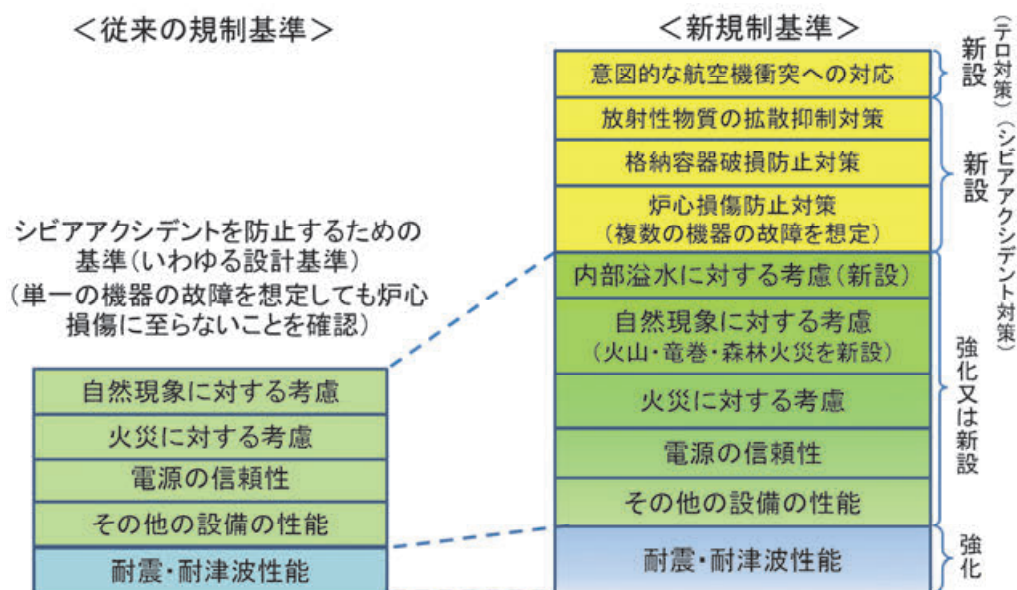 <従来の規制基準>
シビアアクシデントを防止するための
基準(いわゆる設計基準)
(単一の機器の故障を想定しても炉心
損傷に至らないことを確認)
自然現象に対する考慮
火災に対する考慮
電源の信頼性
その他の設備の性能
耐震・耐津波性能
<新規制基準>
意図的な航空機衝突への対応
放射性物質の拡散抑制対策
格納容器破損防止対策
炉心損傷防止対策
(複数の機器の故障を想定)
内部溢水に対する考慮(新設)
自然現象に対する考慮
(火山・竜巻・森林火災を新設)
火災に対する考慮
電源の信頼性
その他の設備の性能
耐震・耐津波性能
新設
(テロ対策)
新設
(シビアアクシデント対策)
強化又は新設
強化